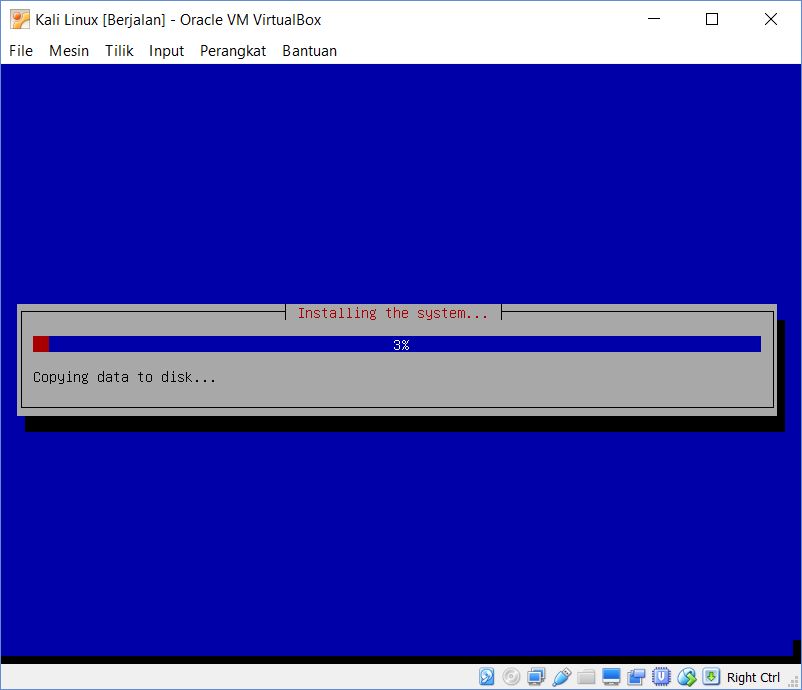 Kali Linux [Berjalan] - Oracle VM VirtualBox
File Mesin Tilik Input Perangkat Bantuan
Installing the system...
3%
Copying data to disk...
Right Ctrl